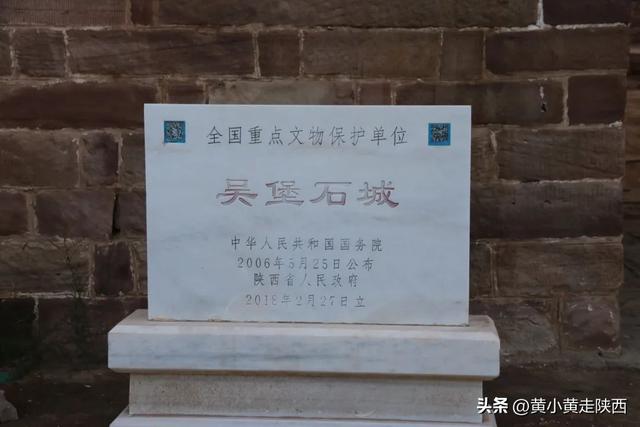 全国重点文物保护单位
吴堡石城
中华人民共和国国务院
2006年5月25日公布
陕西省人民政府
2018年2月27日立
头条 @黄小黄走陕西